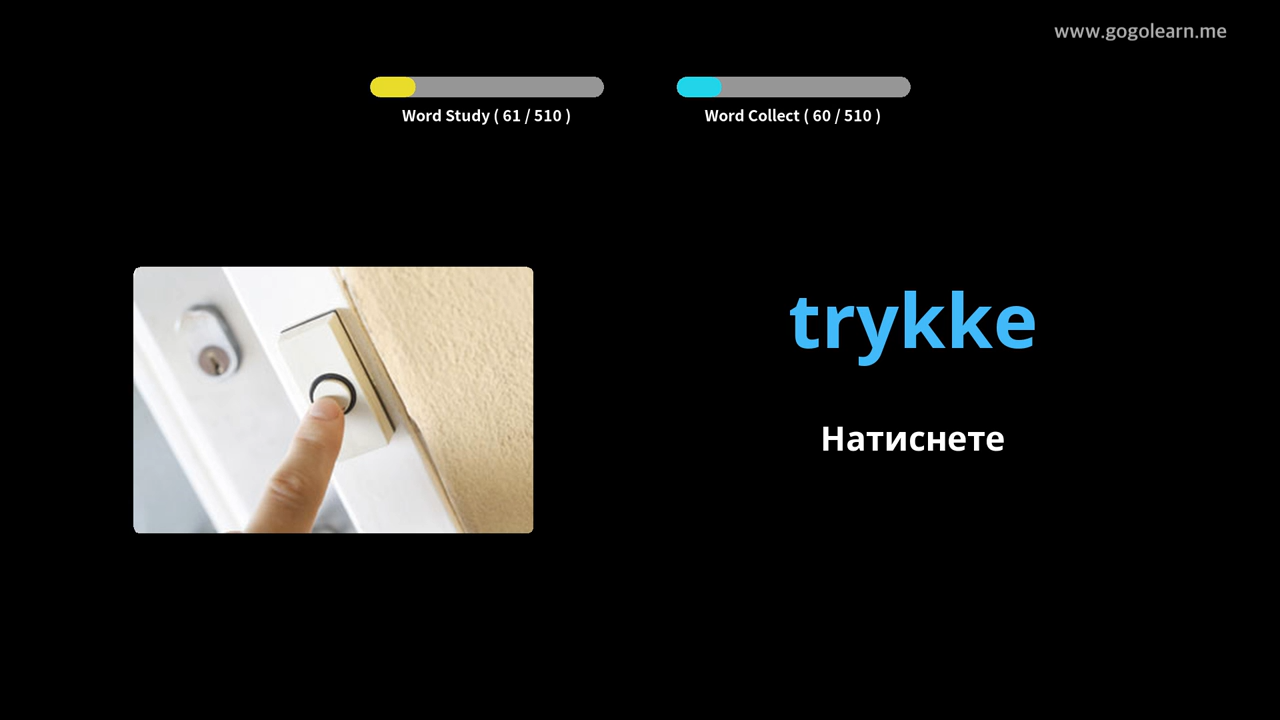 www.gogolearn.me
Word Study ( 61 / 510 )
Word Collect ( 60 / 510 )
trykke
Натиснете